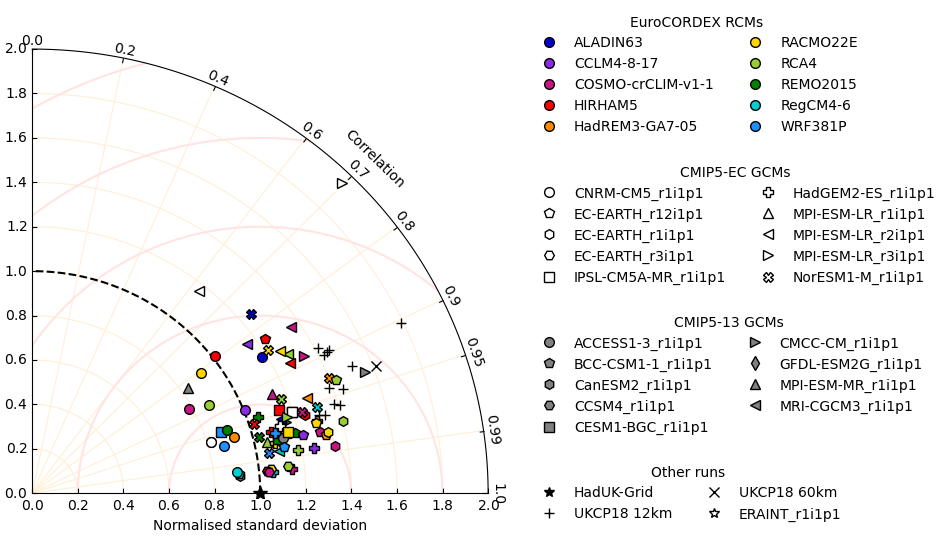 EuroCORDEX RCMs
ALADIN63
CCLM4-8-17
COSMO-crCLIM-v1-1
HIRHAM5
HadREM3-GA7-05
RACMO22E
RCA4
REMO2015
RegCM4-6
WRF381P
CMIP5-EC GCMs
CNRM-CM5_r1i1p1
EC-EARTH_r12i1p1
EC-EARTH_r1i1p1
EC-EARTH_r3i1p1
IPSL-CM5A-MR_r1i1p1
HadGEM2-ES_r1i1p1
MPI-ESM-LR_r1i1p1
MPI-ESM-LR_r2i1p1
MPI-ESM-LR_r3i1p1
NorESM1-M_r1i1p1
CMIP5-13 GCMs
ACCESS1-3_r1i1p1
BCC-CSM1-1_r1i1p1
CanESM2_r1i1p1
CCSM4_r1i1p1
CESM1-BGC_r1i1p1
CMCC-CM_r1i1p1
GFDL-ESM2G_r1i1p1
MPI-ESM-MR_r1i1p1
MRI-CGCM3_r1i1p1
Other runs
HadUK-Grid
UKCP18 12km
UKCP18 60km
ERAINT_r1i1p1
0.0
0.2
0.4
0.6
Correlation
0.7
0.8
0.9
0.95
0.99
1.0
2.0
1.8
1.6
1.4
1.2
1.0
0.8
0.6
0.4
0.2
0.0
0.0 0.2 0.4 0.6 0.8 1.0 1.2 1.4 1.6 1.8 2.0
Normalised standard deviation